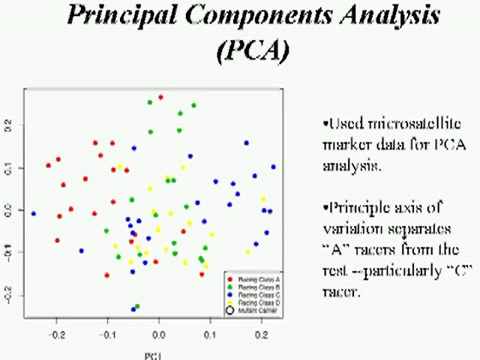 Principal Components Analysis
(PCA)
•Used microsatellite
marker data for PCA
analysis.
•Principle axis of
variation separates
“A” racers from the
rest --particularly “C”
racer.
0.2
0.1
0.0
-0.1
-0.2
Racing Class A
Racing Class B
Racing Class C
Racing Class D
Mutant Carrier
-0.2 -0.1 0.0 0.1 0.2
PC1